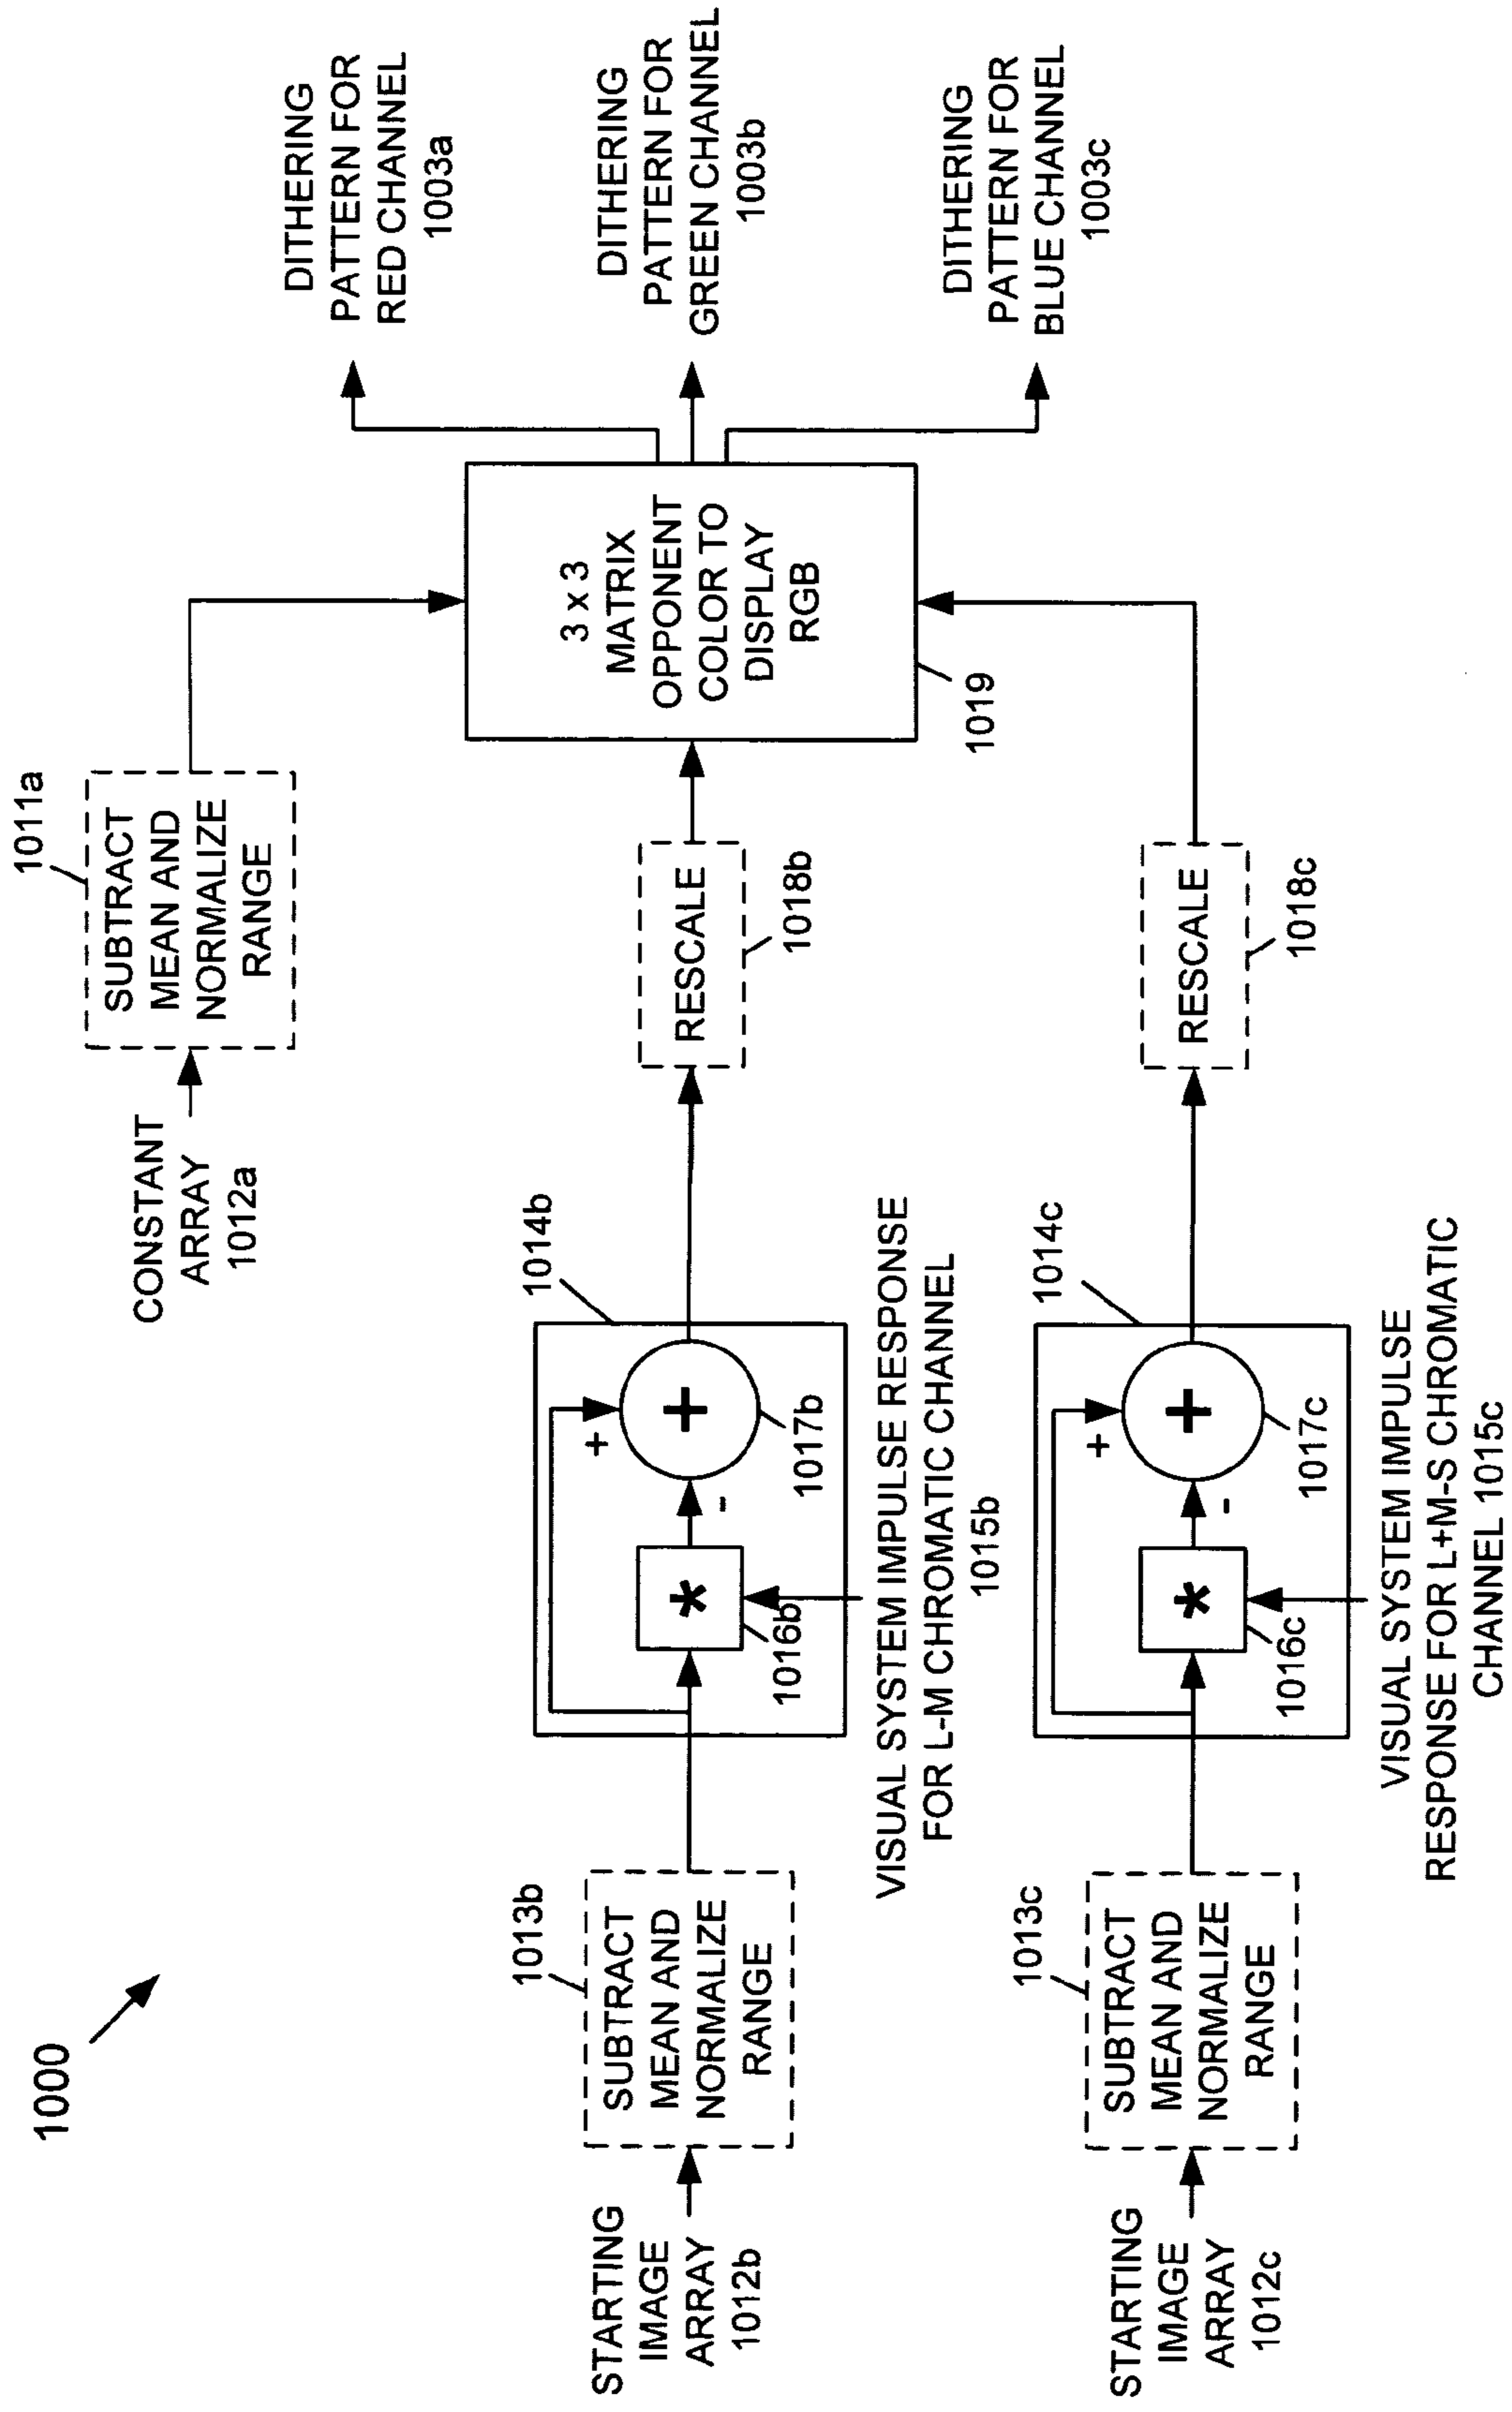 1000
CONSTANT
ARRAY
1012a
1011a
SUBTRACT
MEAN AND
NORMALIZE
RANGE
STARTING
IMAGE
ARRAY
1012b
1013b
SUBTRACT
MEAN AND
NORMALIZE
RANGE
1014b
*
1016b
+
-
+
1017b
VISUAL SYSTEM IMPULSE RESPONSE
FOR L-M CHROMATIC CHANNEL
1015b
RESCALE
1018b
STARTING
IMAGE
ARRAY
1012c
1013c
SUBTRACT
MEAN AND
NORMALIZE
RANGE
1014c
*
1016c
+
-
+
1017c
VISUAL SYSTEM IMPULSE
RESPONSE FOR L+M-S CHROMATIC
CHANNEL 1015c
RESCALE
1018c
3 x 3
MATRIX
OPPONENT
COLOR TO
DISPLAY
RGB
1019
DITHERING
PATTERN FOR
RED CHANNEL
1003a
DITHERING
PATTERN FOR
GREEN CHANNEL
1003b
DITHERING
PATTERN FOR
BLUE CHANNEL
1003c